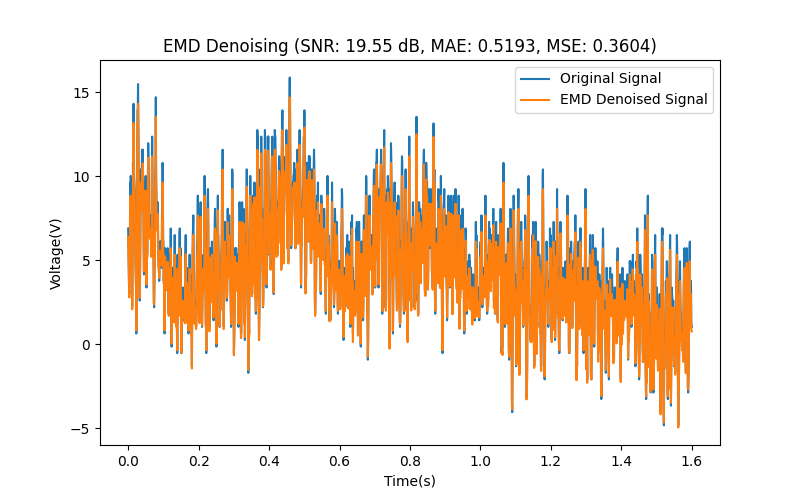 EMD Denoising (SNR: 19.55 dB, MAE: 0.5193, MSE: 0.3604)
Original Signal
EMD Denoised Signal
Voltage(V)
15
10
5
0
−5
0.0 0.2 0.4 0.6 0.8 1.0 1.2 1.4 1.6
Time(s)